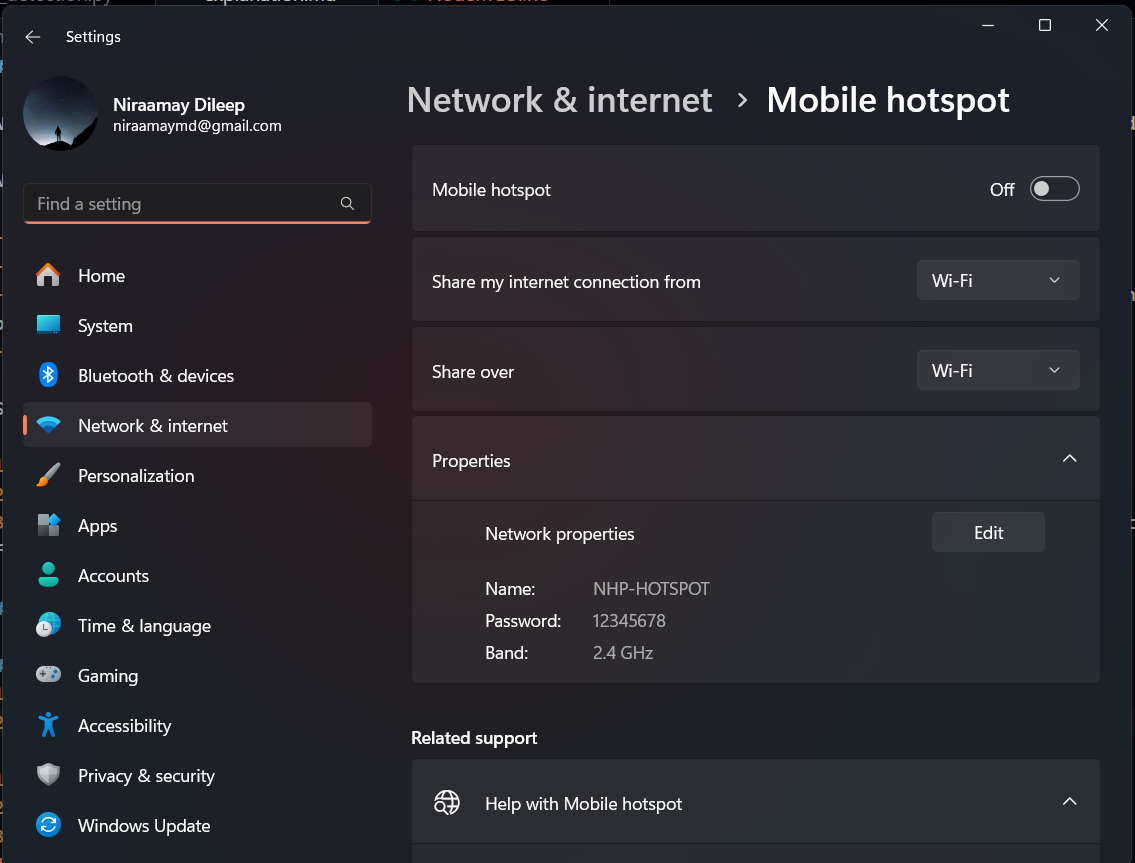 Settings
Niraamay Dileep
niraamaymd@gmail.com
Find a setting
Home
System
Bluetooth & devices
Network & internet
Personalization
Apps
Accounts
Time & language
Gaming
Accessibility
Privacy & security
Windows Update
Network & internet > Mobile hotspot
Mobile hotspot Off
Share my internet connection from Wi-Fi
Share over Wi-Fi
Properties
Network properties Edit
Name: NHP-HOTSPOT
Password: 12345678
Band: 2.4 GHz
Related support
Help with Mobile hotspot